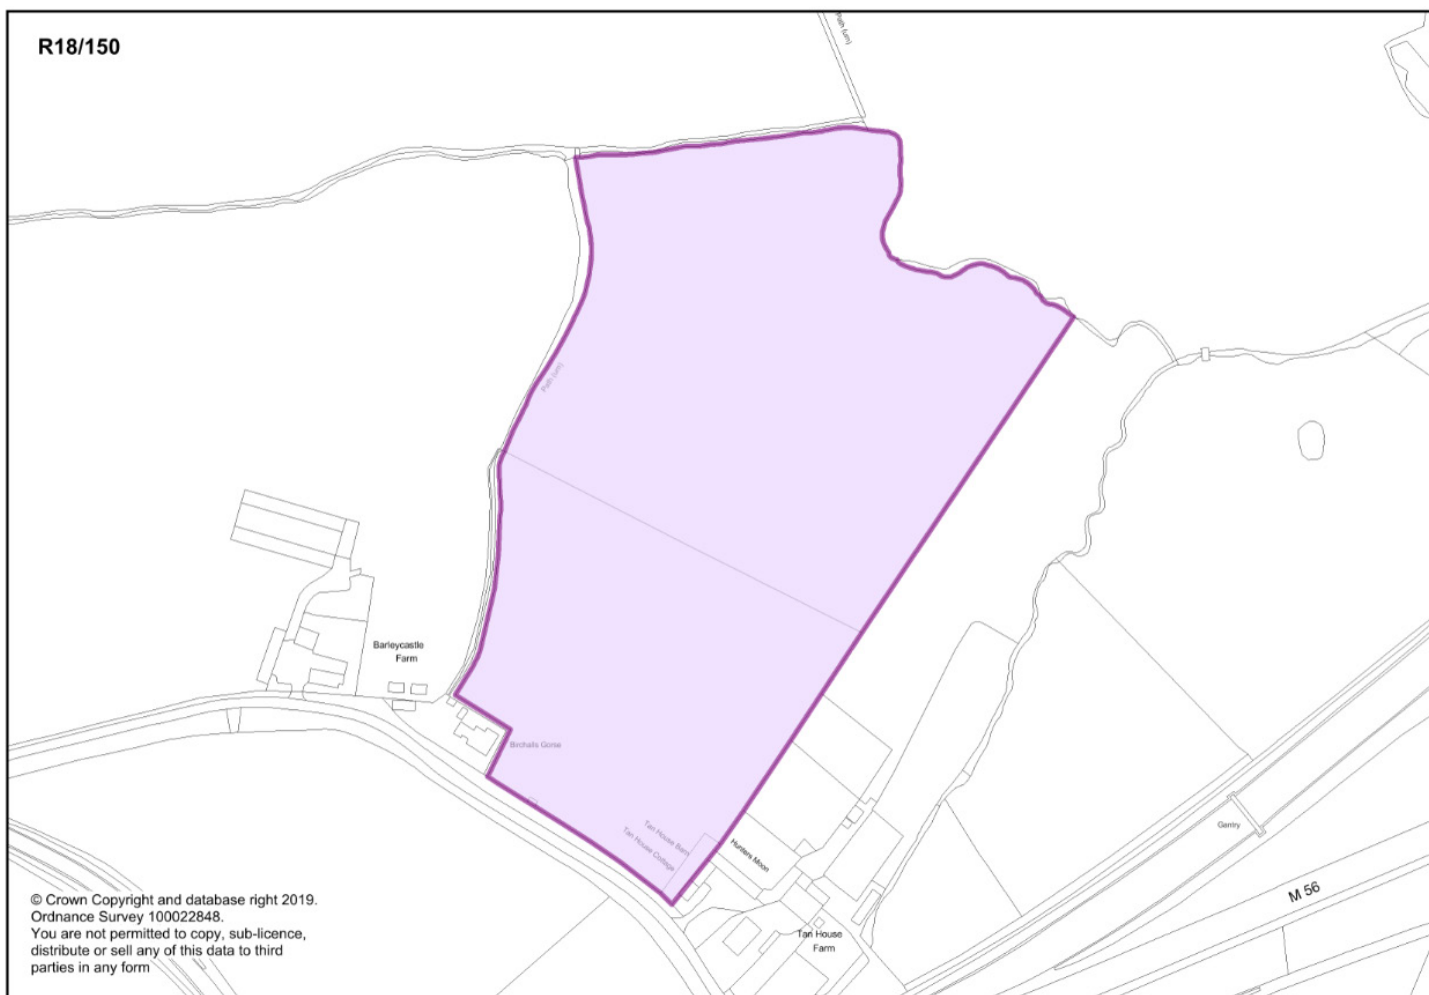 R18/150
Path (um)
Path (um)
Barleycastle
Farm
Birchalls Gorse
Tan House Barn
Tan House Cottage
Hunters Moon
Tan House
Farm
Gantry
M 56
© Crown Copyright and database right 2019.
Ordnance Survey 100022848.
You are not permitted to copy, sub-licence,
distribute or sell any of this data to third
parties in any form